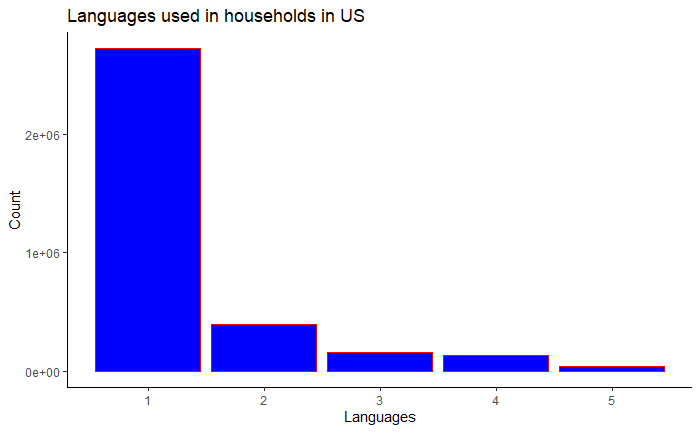 Languages used in households in US
Count
2e+06
1e+06
0e+00
1 2 3 4 5
Languages